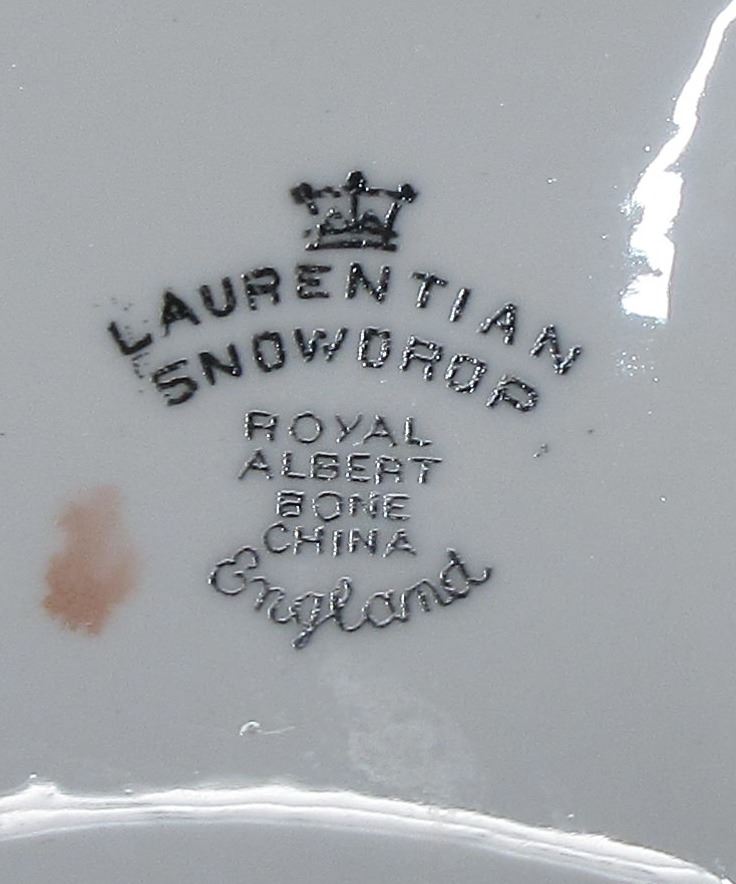 LAURENTIAN
SNOWDROP
ROYAL
ALBERT
BONE
CHINA
England